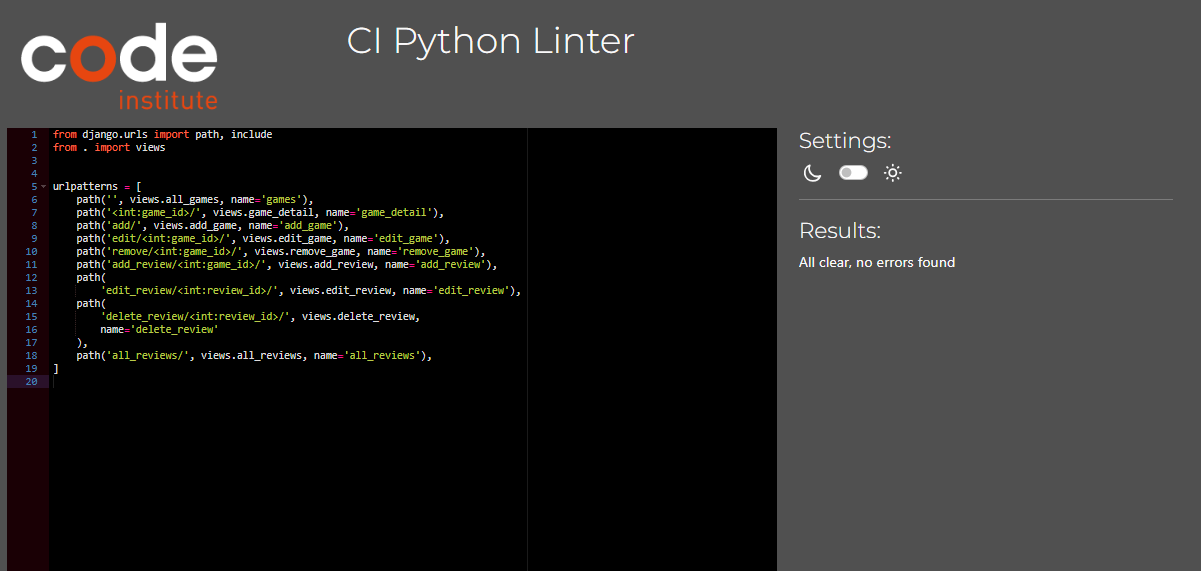 code
institute
CI Python Linter
1 from django.urls import path, include
2 from . import views
3
4
5 urlpatterns = [
6     path('', views.all_games, name='games'),
7     path('<int:game_id>/', views.game_detail, name='game_detail'),
8     path('add/', views.add_game, name='add_game'),
9     path('edit/<int:game_id>/', views.edit_game, name='edit_game'),
10     path('remove/<int:game_id>/', views.remove_game, name='remove_game'),
11     path('add_review/<int:game_id>/', views.add_review, name='add_review'),
12     path(
13         'edit_review/<int:review_id>/', views.edit_review, name='edit_review'),
14     path(
15         'delete_review/<int:review_id>/', views.delete_review,
16         name='delete_review'
17     ),
18     path('all_reviews/', views.all_reviews, name='all_reviews'),
19 ]
20
Settings:
Results:
All clear, no errors found